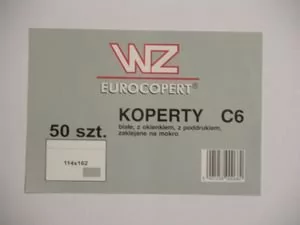 WZ
EUROCOPERT®
KOPERTY C6
50 szt.
białe, z okienkiem, z poddrukiem,
zaklejane na mokro
114x162